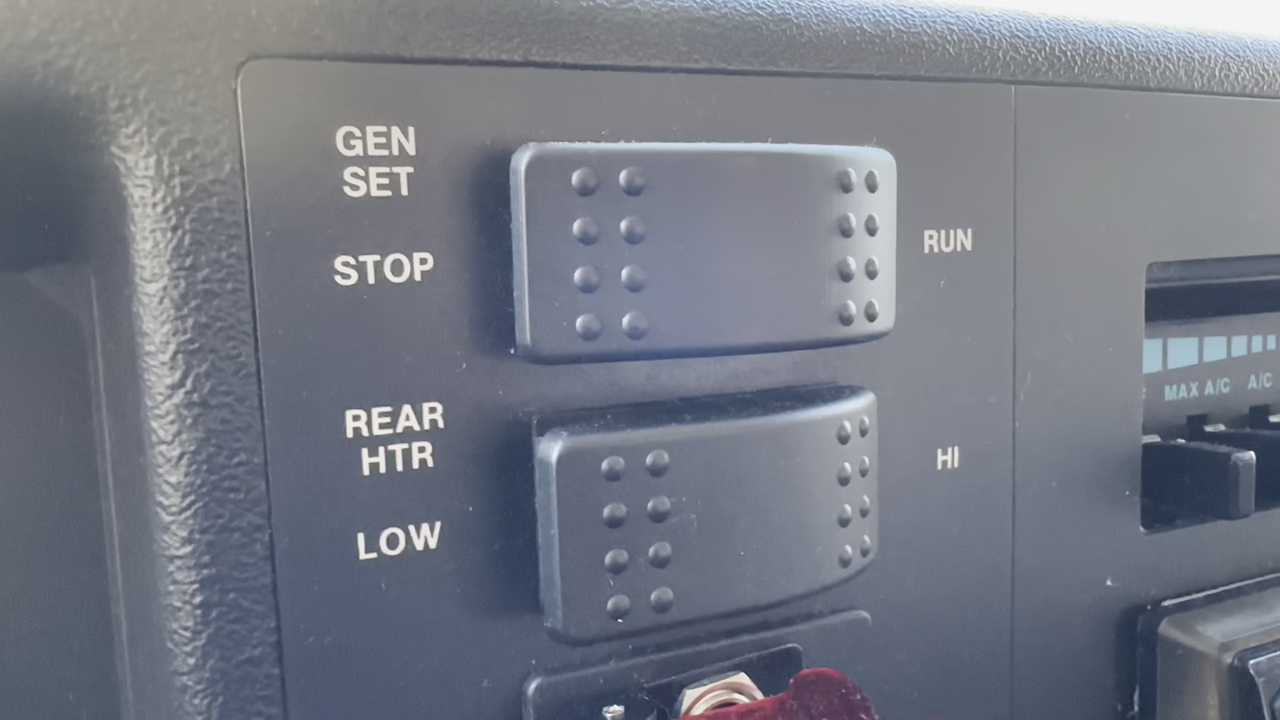 GEN
SET
STOP
RUN
REAR
HTR
HI
LOW
MAX A/C
A/C